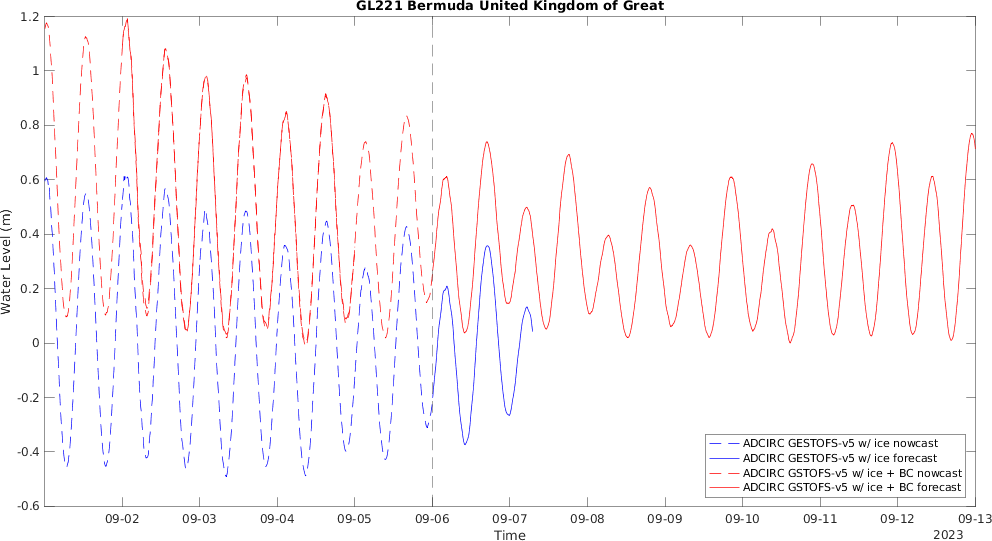 GL221 Bermuda United Kingdom of Great
1.2
1
0.8
0.6
0.4
0.2
0
-0.2
-0.4
-0.6
Water Level (m)
ADCIRC GESTOFS-v5 w/ ice nowcast
ADCIRC GESTOFS-v5 w/ ice forecast
ADCIRC GSTOFS-v5 w/ ice + BC nowcast
ADCIRC GSTOFS-v5 w/ ice + BC forecast
09-02 09-03 09-04 09-05 09-06 09-07 09-08 09-09 09-10 09-11 09-12 09-13
Time
2023